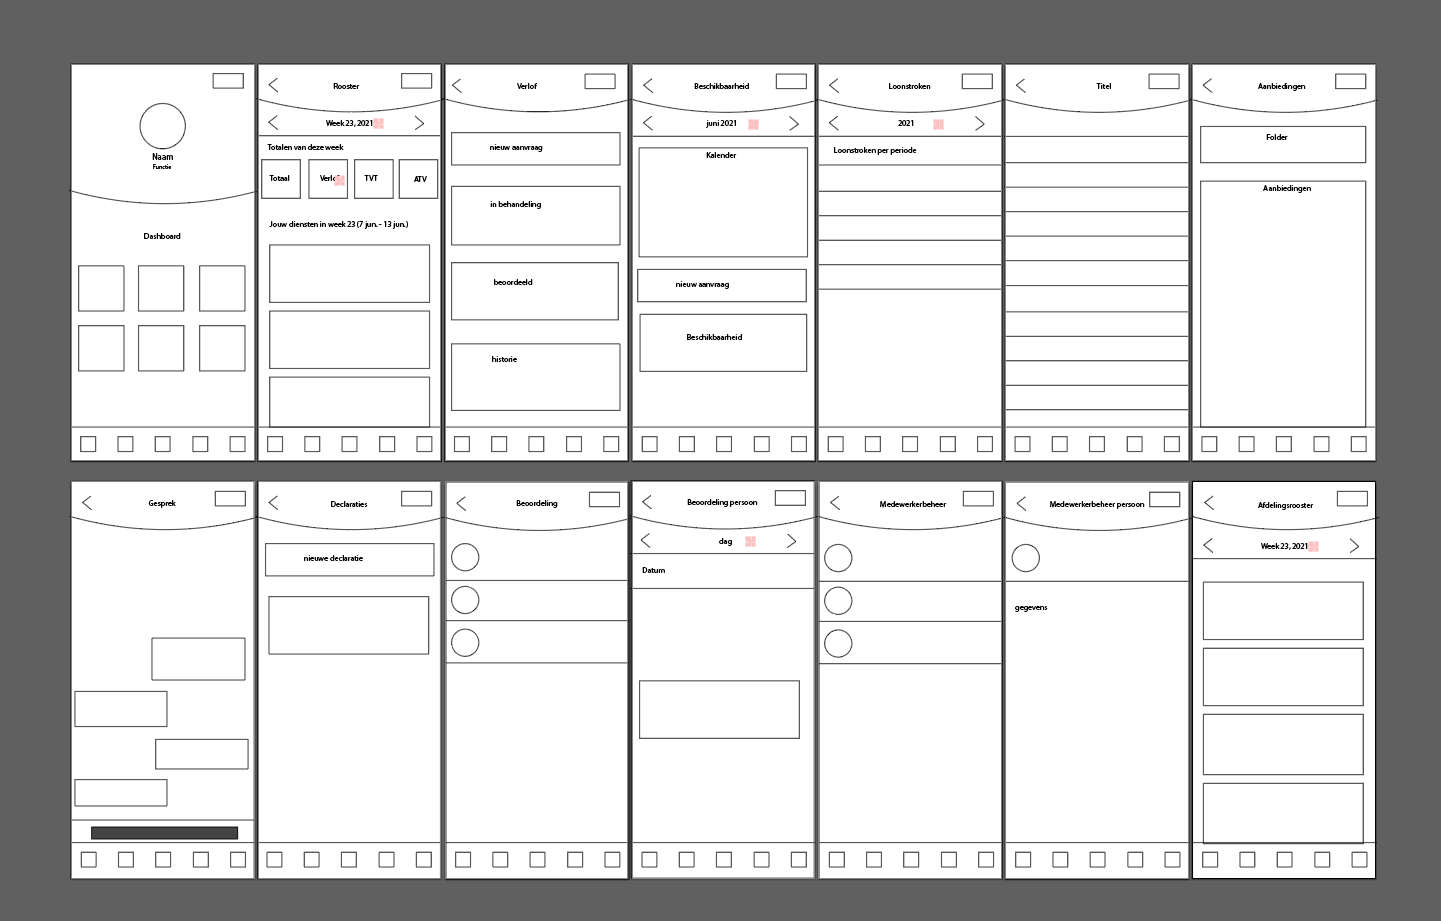 Naam
Functie
Dashboard
Rooster
Week 23, 2021
Totalen van deze week
Totaal
Verlof
TVT
ATV
Jouw diensten in week 23 (7 jun. - 13 jun.)
Verlof
nieuw aanvraag
in behandeling
beoordeeld
historie
Beschikbaarheid
juni 2021
Kalender
nieuw aanvraag
Beschikbaarheid
Loonstroken
2021
Loonstroken per periode
Titel
Aanbiedingen
Folder
Aanbiedingen
Gesprek
Declaraties
nieuwe declaratie
Beoordeling
Beordeling persoon
dag
Datum
Medewerkerbeheer
Medewerkerbeheer persoon
gegevens
Afdelingsrooster
Week 23, 2021